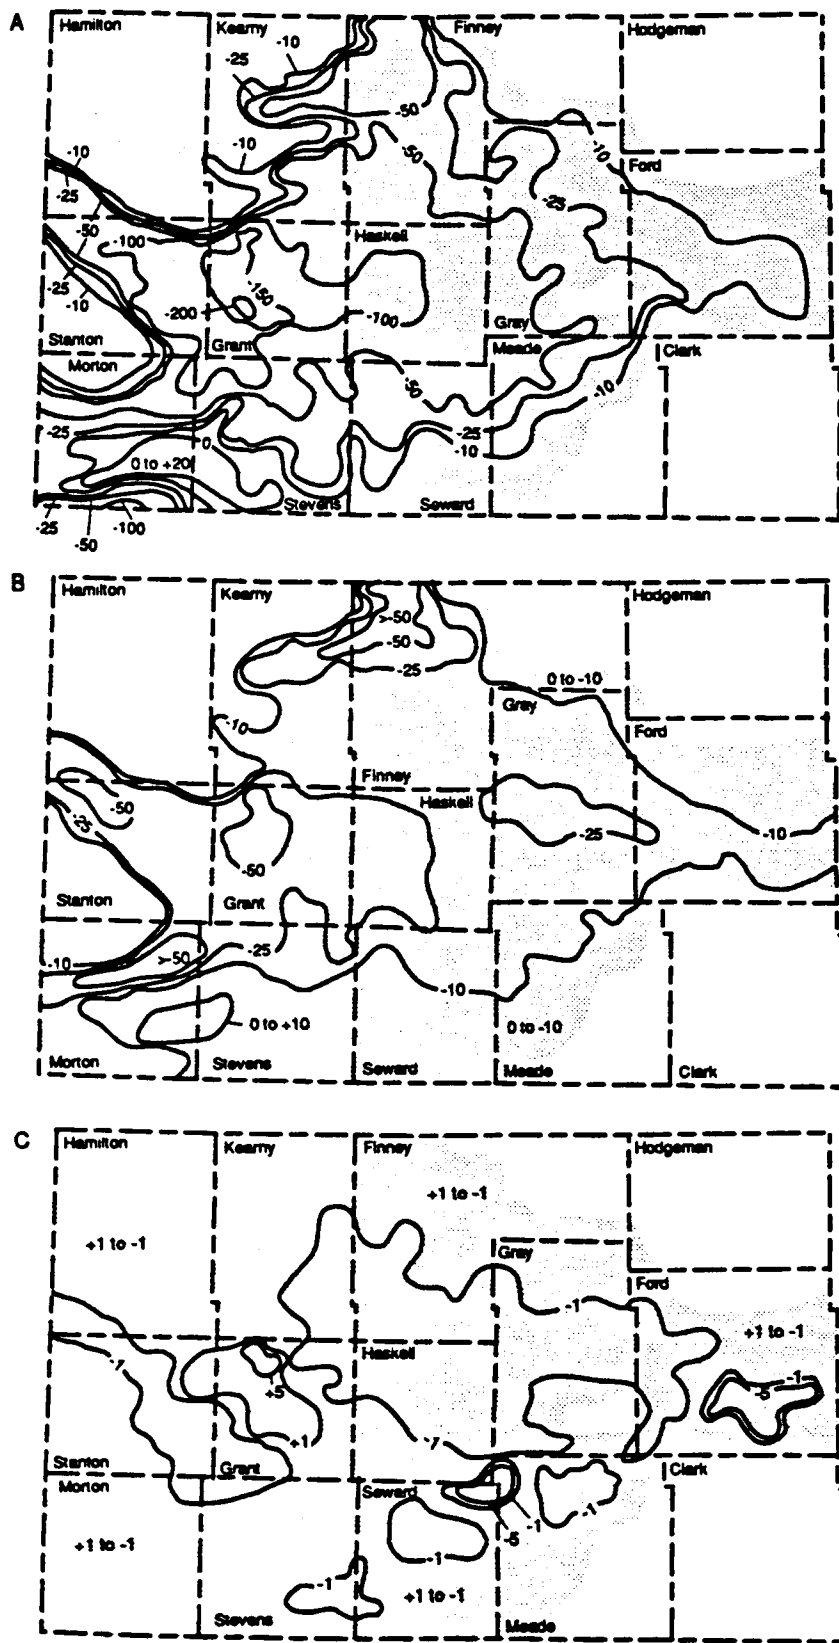 A
Hamilton
Kearny
Finney
Hodgeman
-10
-25
-50
-10
-10
-50
-10
Ford
-25
-25
-50
-100
Haskell
-150
-25
-10
-200
-100
Stanton
Grant
Gray
Morton
Meade
Clark
-50
-10
-25
0
-25
-10
0 to +20
Stevens
Seward
-25
-100
-50
B
Hamilton
Kearny
Hodgeman
>-50
-50
-25
0 to -10
Gray
-10
Ford
Finney
Haskell
-50
-25
-10
-25
-50
Stanton
Grant
-25
-10
>-50
-10
0 to +10
0 to -10
Morton
Stevens
Seward
Meade
Clark
C
Hamilton
Kearny
Finney
Hodgeman
+1 to -1
+1 to -1
Gray
Ford
-1
+1 to -1
-1
Haskell
+5
-5
-1
+1
-1
Stanton
Grant
Clark
Morton
Seward
-1
-1
-5
+1 to -1
-1
-1
+1 to -1
Stevens
Meade